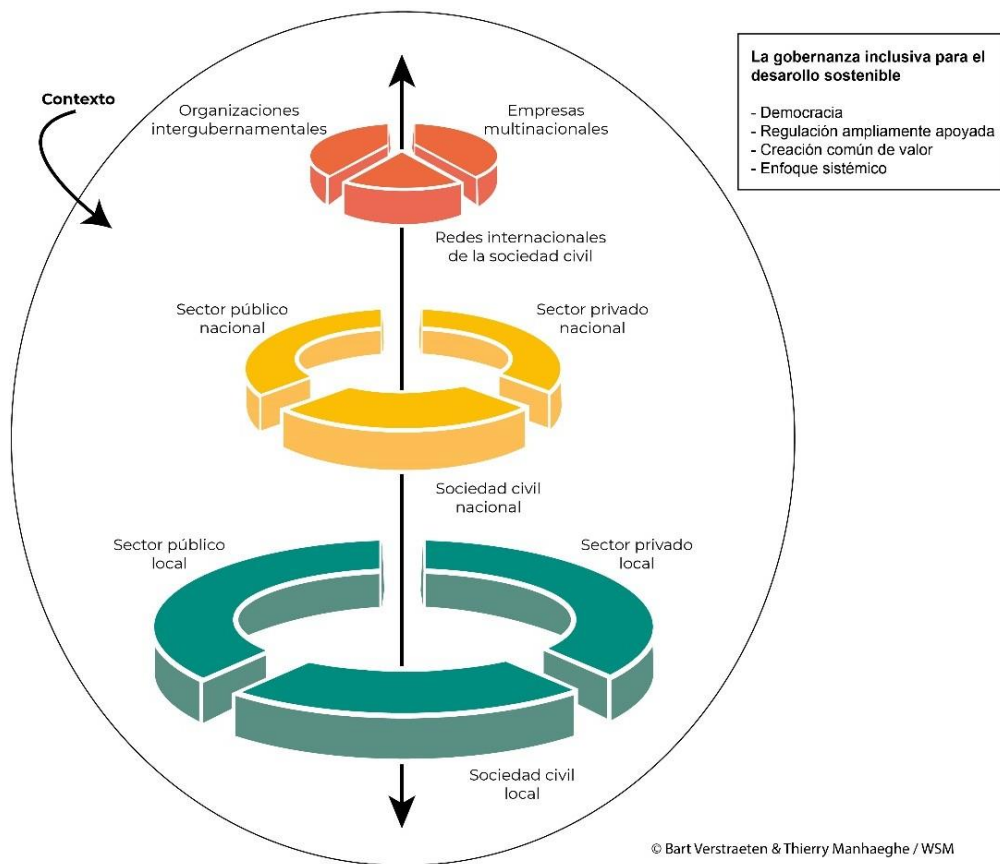 La gobernanza inclusiva para el
desarollo sostenible
- Democracia
- Regulación ampliamente apoyada
- Creación común de valor
- Enfoque sistémico
Contexto
Organizaciones
intergubernamentales
Empresas
multinacionales
Redes internacionales
de la sociedad civil
Sector público
nacional
Sector privado
nacional
Sociedad civil
nacional
Sector público
local
Sector privado
local
Sociedad civil
local
© Bart Verstraeten & Thierry Manhaeghe / WSM